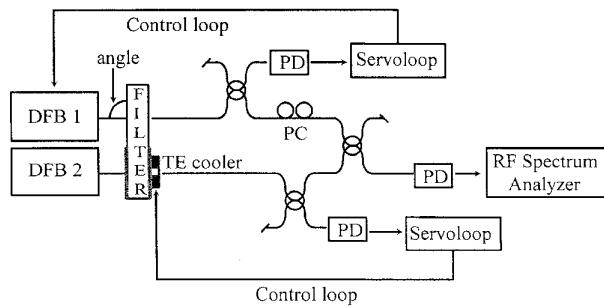 Control loop
angle
PD
Servoloop
DFB 1
FILTER
PC
DFB 2
TE cooler
PD
RF Spectrum
Analyzer
PD
Servoloop
Control loop